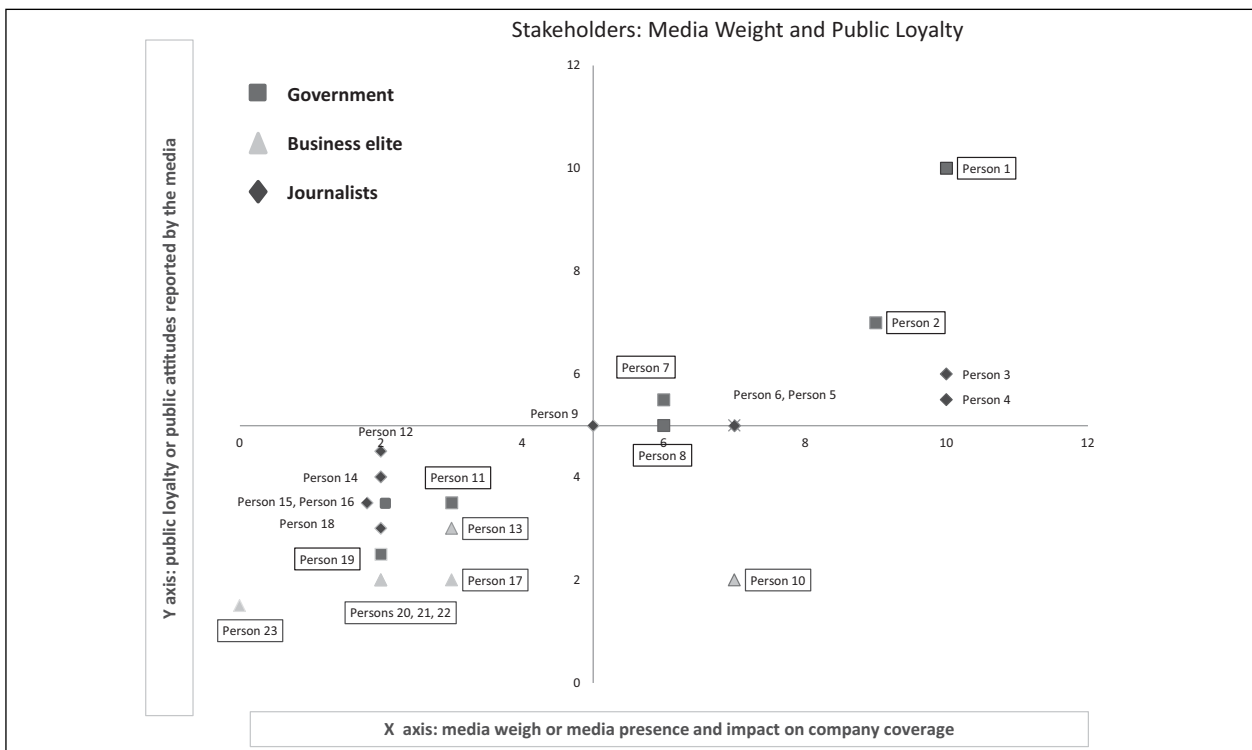 Stakeholders: Media Weight and Public Loyalty
Y axis: public loyalty or public attitudes reported by the media
Government
Business elite
Journalists
12
10
8
6
4
2
0
0
2
4
6
8
10
12
Person 1
Person 2
Person 3
Person 4
Person 7
Person 6, Person 5
Person 9
Person 8
Person 12
Person 14
Person 11
Person 15, Person 16
Person 18
Person 13
Person 19
Person 17
Person 10
Persons 20, 21, 22
Person 23
X axis: media weigh or media presence and impact on company coverage